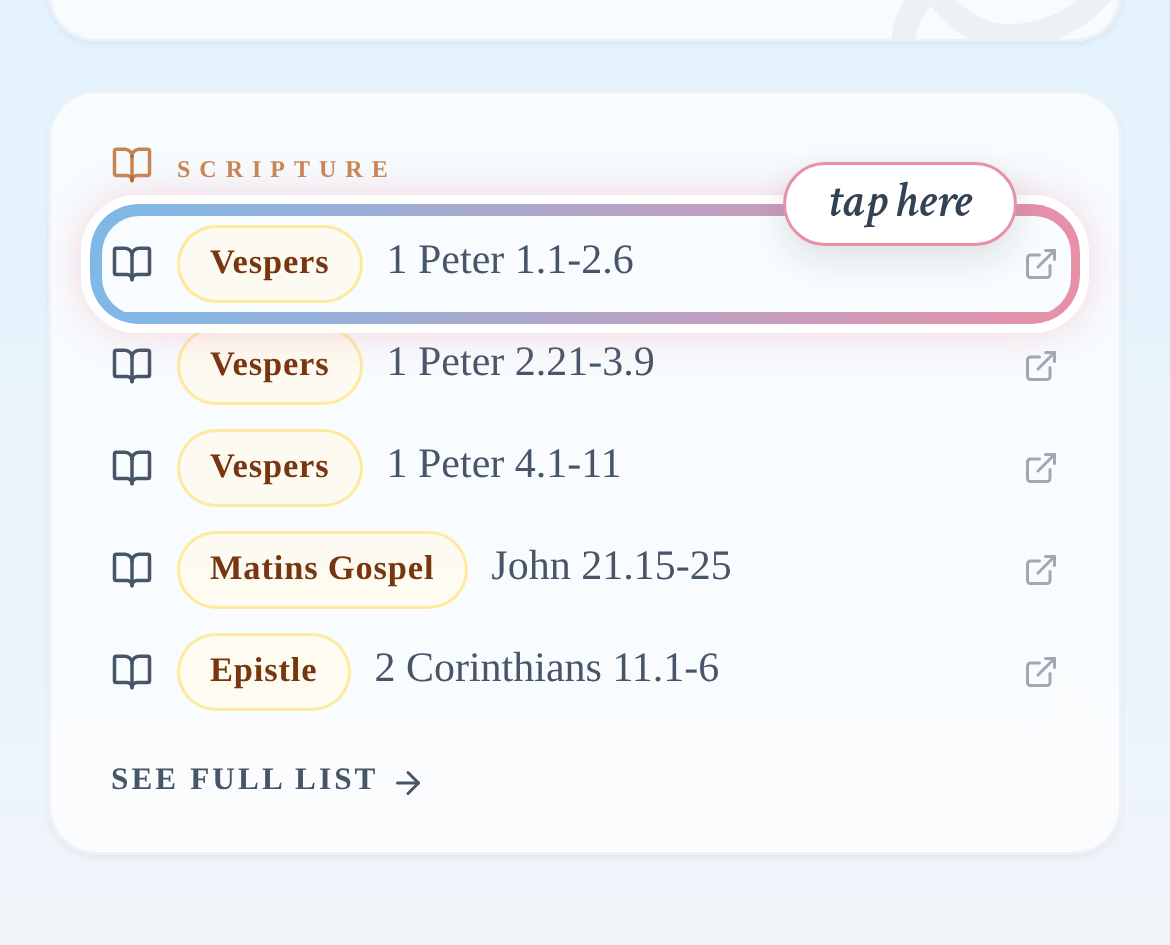 SCRIPTURE
tap here
Vespers 1 Peter 1.1-2.6
Vespers 1 Peter 2.21-3.9
Vespers 1 Peter 4.1-11
Matins Gospel John 21.15-25
Epistle 2 Corinthians 11.1-6
SEE FULL LIST →